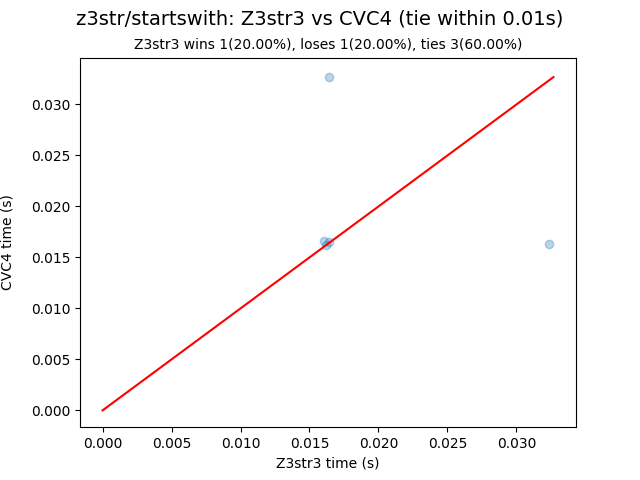 z3str/startswith: Z3str3 vs CVC4 (tie within 0.01s)
Z3str3 wins 1(20.00%), loses 1(20.00%), ties 3(60.00%)
CVC4 time (s)
0.030
0.025
0.020
0.015
0.010
0.005
0.000
0.000 0.005 0.010 0.015 0.020 0.025 0.030
Z3str3 time (s)